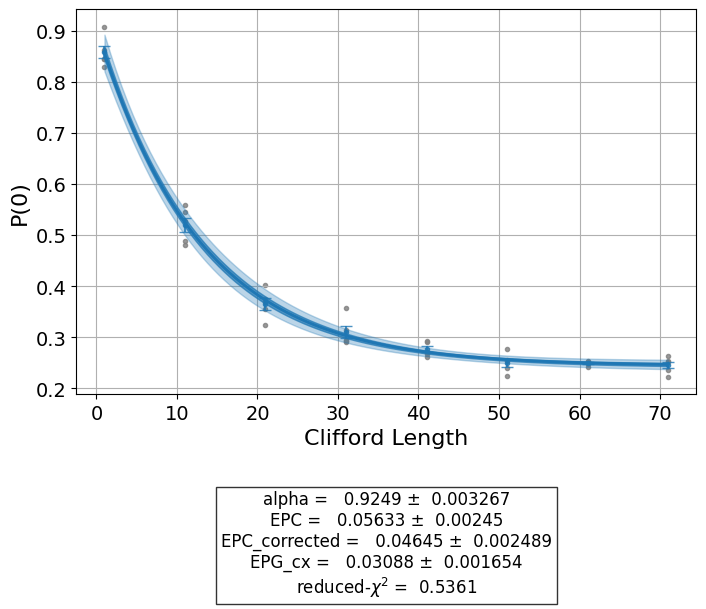 0.9
0.8
0.7
0.6
0.5
0.4
0.3
0.2
P(0)
0 10 20 30 40 50 60 70
Clifford Length
alpha = 0.9249 ± 0.003267
EPC = 0.05633 ± 0.00245
EPC_corrected = 0.04645 ± 0.002489
EPG_cx = 0.03088 ± 0.001654
reduced-χ² = 0.5361